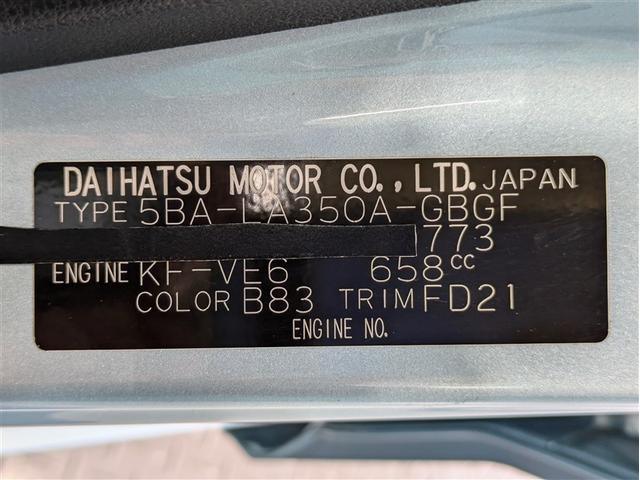 DAIHATSU MOTOR CO., LTD. JAPAN
TYPE 5BA-LA350A-GBGF
773
ENGINE KF-VE6 658cc
COLOR B83 TRIM FD21
ENGINE NO.